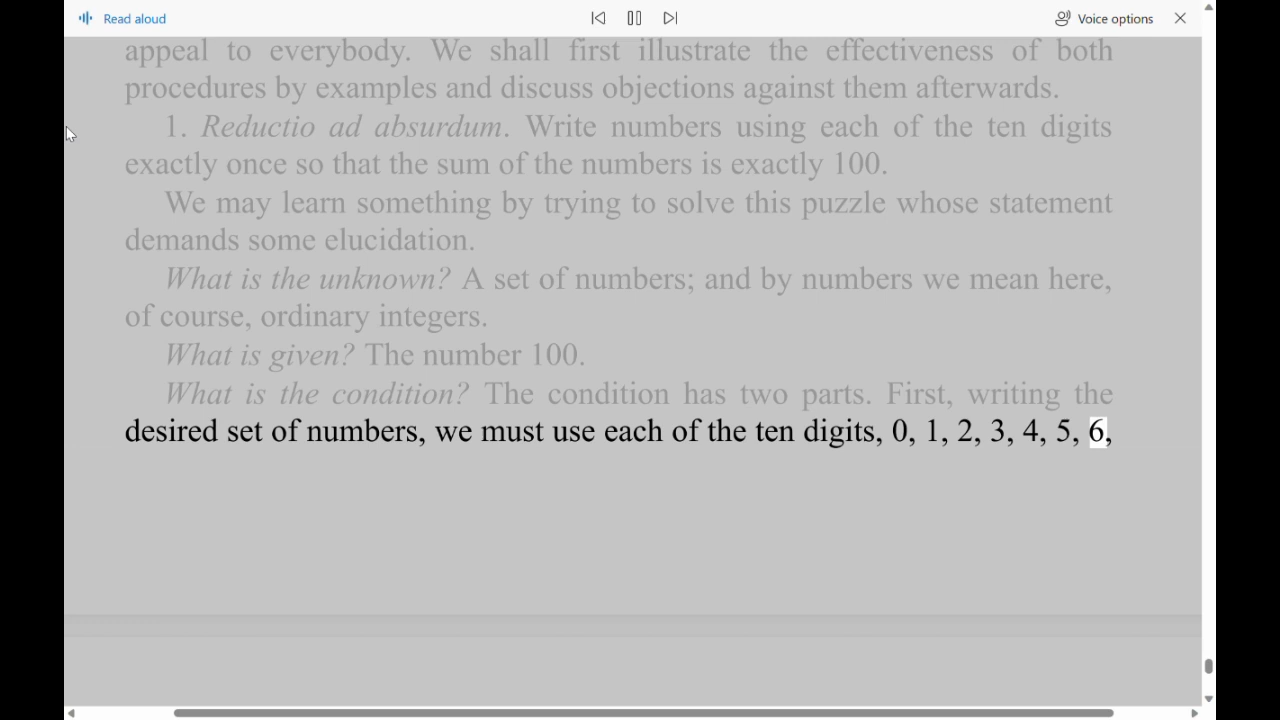 Read aloud
Voice options
appeal to everybody. We shall first illustrate the effectiveness of both
procedures by examples and discuss objections against them afterwards.
1. Reductio ad absurdum. Write numbers using each of the ten digits
exactly once so that the sum of the numbers is exactly 100.
We may learn something by trying to solve this puzzle whose statement
demands some elucidation.
What is the unknown? A set of numbers; and by numbers we mean here,
of course, ordinary integers.
What is given? The number 100.
What is the condition? The condition has two parts. First, writing the
desired set of numbers, we must use each of the ten digits, 0, 1, 2, 3, 4, 5, 6,